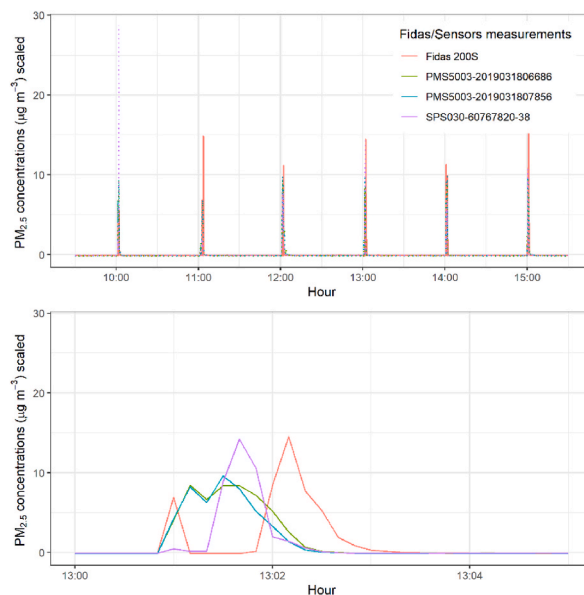 30
Fidas/Sensors measurements
Fidas 200S
PMS5003-2019031806686
PMS5003-2019031807856
SPS030-60767820-38
20
10
0
PM2.5 concentrations (μg m−3) scaled
10:00 11:00 12:00 13:00 14:00 15:00
Hour
30
20
10
0
PM2.5 concentrations (μg m−3) scaled
13:00 13:02 13:04
Hour